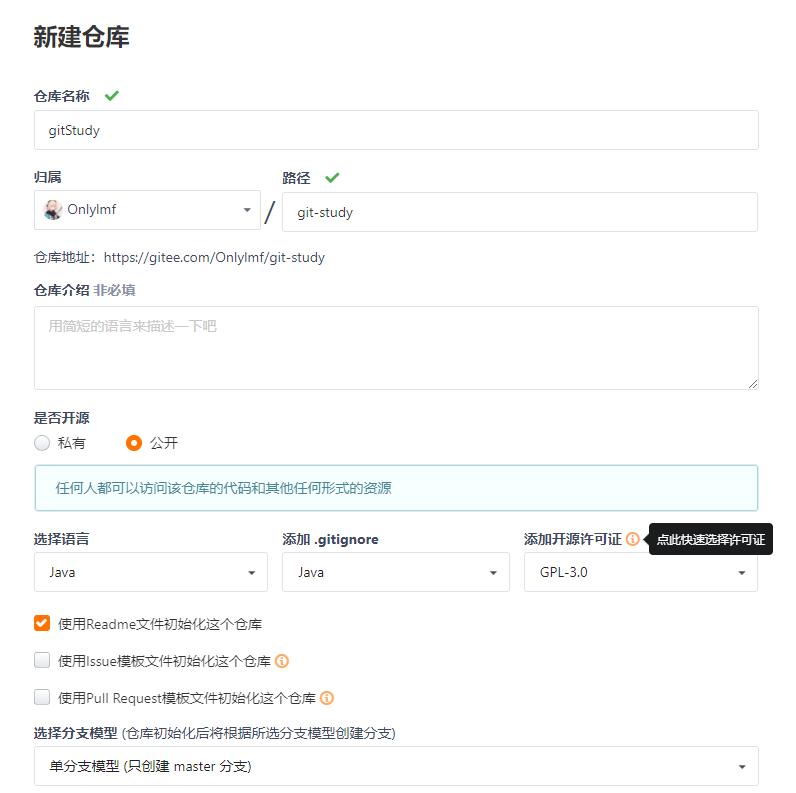 新建仓库
仓库名称
gitStudy
归属 路径
Onlylmf / git-study
仓库地址：https://gitee.com/Onlylmf/git-study
仓库介绍 非必填
用简短的语言来描述一下吧
是否开源
私有 公开
任何人都可以访问该仓库的代码和其他任何形式的资源
选择语言 添加 .gitignore 添加开源许可证 点此快速选择许可证
Java Java GPL-3.0
使用Readme文件初始化这个仓库
使用Issue模板文件初始化这个仓库
使用Pull Request模板文件初始化这个仓库
选择分支模型 (仓库初始化后将根据所选分支模型创建分支)
单分支模型 (只创建 master 分支)